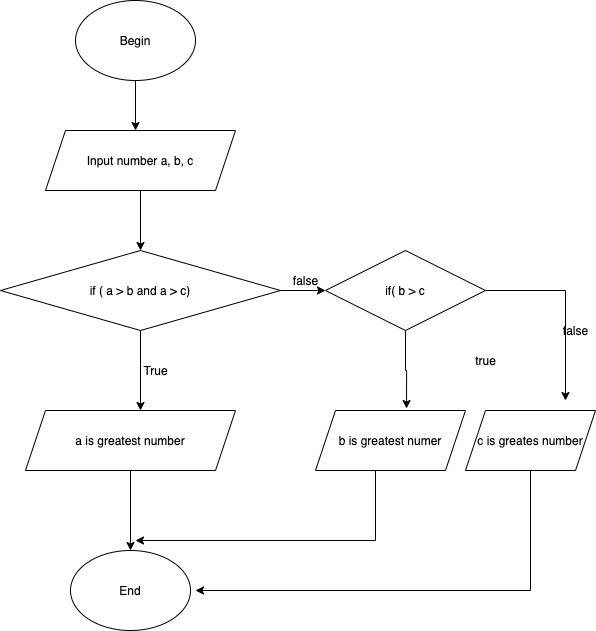 Begin
Input number a, b, c
if ( a > b and a > c)
false
if( b > c
false
True
true
a is greatest number
b is greatest numer
c is greates number
End